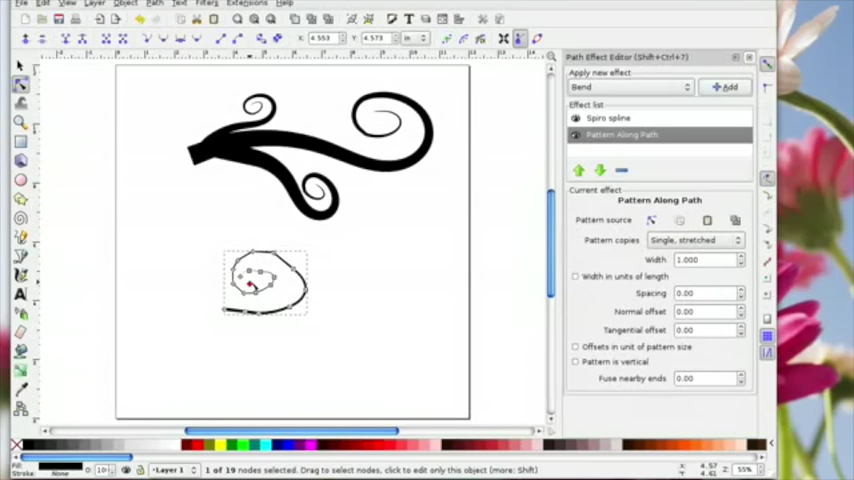 File Edit View Layer Object Path Text Filters Extensions Help
X: 4.553 Y: 4.573 in
Path Effect Editor (Shift+Ctrl+7)
Apply new effect
Bend
Add
Effect list
Spiro spline
Pattern Along Path
Current effect
Pattern Along Path
Pattern source
Pattern copies Single, stretched
Width 1.000
Width in units of length
Spacing 0.00
Normal offset 0.00
Tangential offset 0.00
Offsets in unit of pattern size
Pattern is vertical
Fuse nearby ends 0.00
Fill:
Stroke: None
O:
Layer 1
1 of 19 nodes selected. Drag to select nodes, click to edit only this object (more: Shift)
X: 4.57
Y: 4.61
Z: 55%